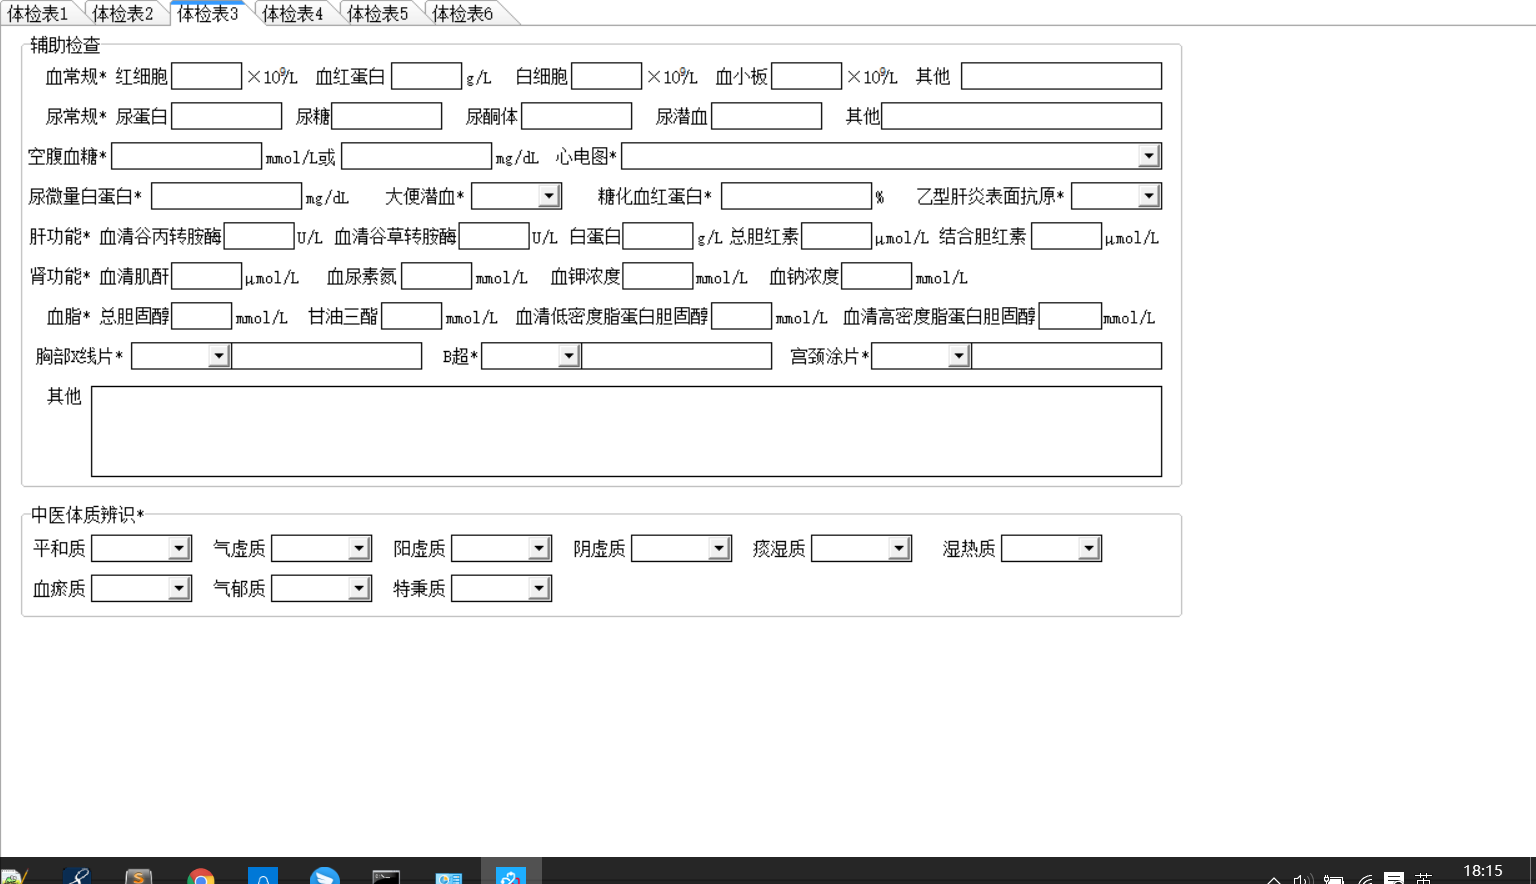 体检表1 体检表2 体检表3 体检表4 体检表5 体检表6
辅助检查
血常规* 红细胞 ×10⁹/L 血红蛋白 g/L 白细胞 ×10⁹/L 血小板 ×10⁹/L 其他
尿常规* 尿蛋白 尿糖 尿酮体 尿潜血 其他
空腹血糖* mmol/L或 mg/dL 心电图*
尿微量白蛋白* mg/dL 大便潜血* 糖化血红蛋白* % 乙型肝炎表面抗原*
肝功能* 血清谷丙转胺酶 U/L 血清谷草转胺酶 U/L 白蛋白 g/L 总胆红素 μmol/L 结合胆红素 μmol/L
肾功能* 血清肌酐 μmol/L 血尿素氮 mmol/L 血钾浓度 mmol/L 血钠浓度 mmol/L
血脂* 总胆固醇 mmol/L 甘油三酯 mmol/L 血清低密度脂蛋白胆固醇 mmol/L 血清高密度脂蛋白胆固醇 mmol/L
胸部X线片* B超* 宫颈涂片*
其他
中医体质辨识*
平和质 气虚质 阳虚质 阴虚质 痰湿质 湿热质
血瘀质 气郁质 特秉质
S
英 18:15